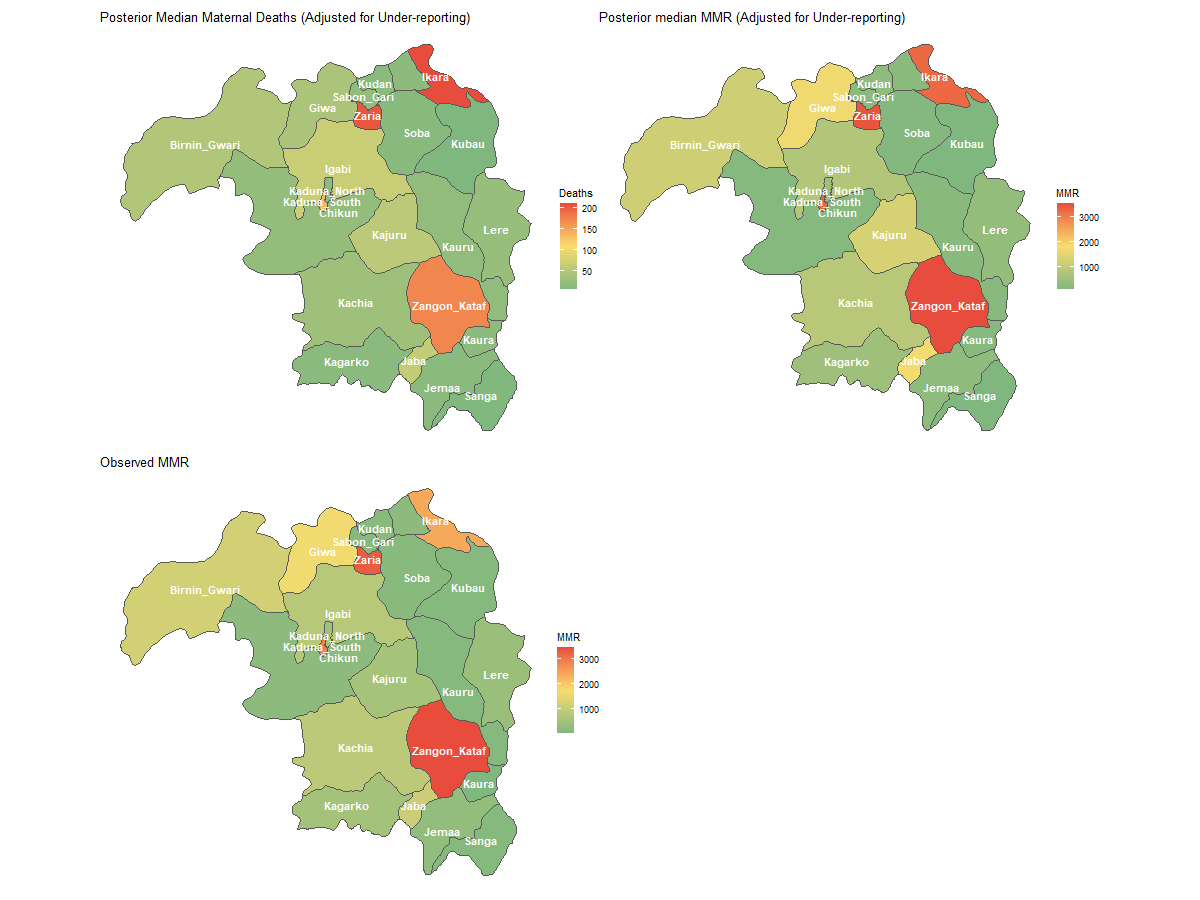 Posterior Median Maternal Deaths (Adjusted for Under-reporting)
Ikara
Kudan
Sabon_Gari
Giwa
Zaria
Soba
Kubau
Birnin_Gwari
Igabi
Kaduna_North
Kaduna_South
Chikun
Lere
Kajuru
Kauru
Kachia
Zangon_Kataf
Kaura
Kagarko
Jaba
Jemaa
Sanga
Deaths
200
150
100
50
Posterior median MMR (Adjusted for Under-reporting)
Ikara
Kudan
Sabon_Gari
Giwa
Zaria
Soba
Kubau
Birnin_Gwari
Igabi
Kaduna_North
Kaduna_South
Chikun
Lere
Kajuru
Kauru
Kachia
Zangon_Kataf
Kaura
Kagarko
Jaba
Jemaa
Sanga
MMR
3000
2000
1000
Observed MMR
Ikara
Kudan
Sabon_Gari
Giwa
Zaria
Soba
Kubau
Birnin_Gwari
Igabi
Kaduna_North
Kaduna_South
Chikun
Lere
Kajuru
Kauru
Kachia
Zangon_Kataf
Kaura
Kagarko
Jaba
Jemaa
Sanga
MMR
3000
2000
1000